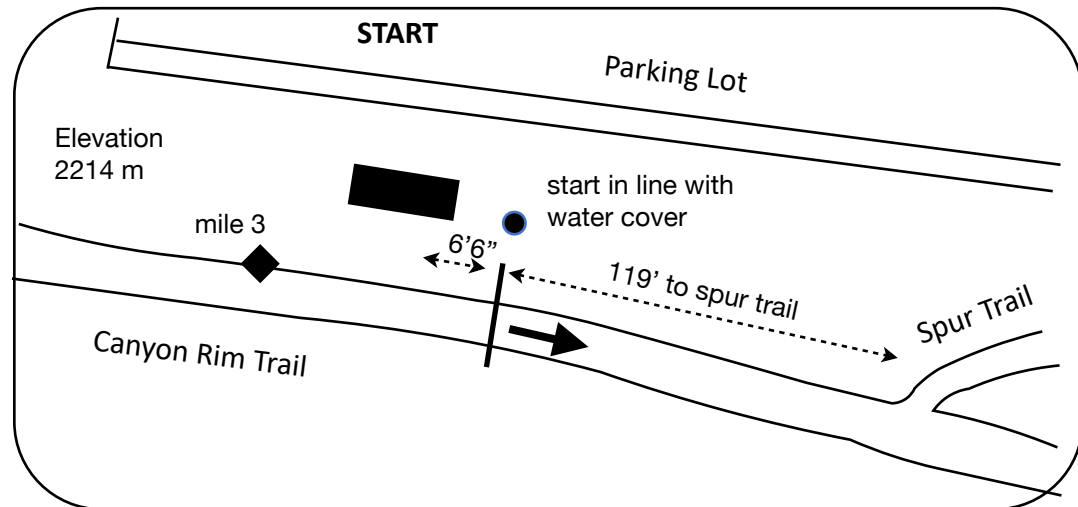 START
Parking Lot
Elevation
2214 m
start in line with
water cover
mile 3
6’6”
119’ to spur trail
Spur Trail
Canyon Rim Trail